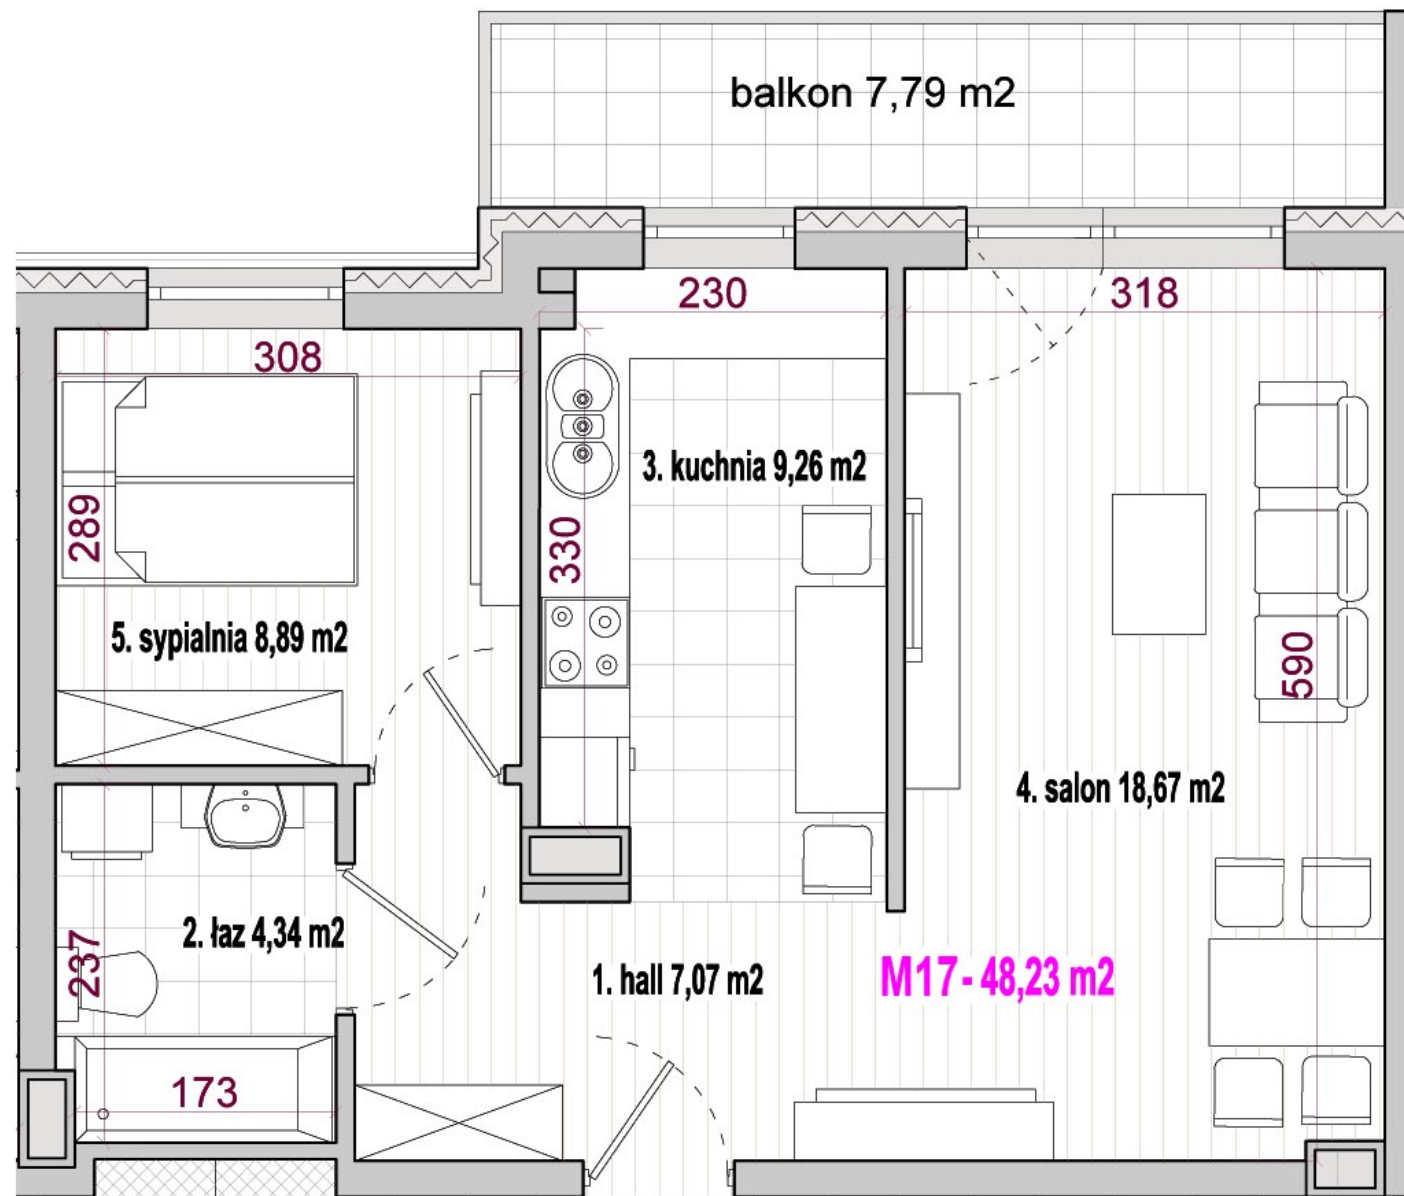 balkon 7,79 m2
230
318
308
289
330
3. kuchnia 9,26 m2
5. sypialnia 8,89 m2
590
4. salon 18,67 m2
2. łaz 4,34 m2
237
1. hall 7,07 m2
M17- 48,23 m2
173